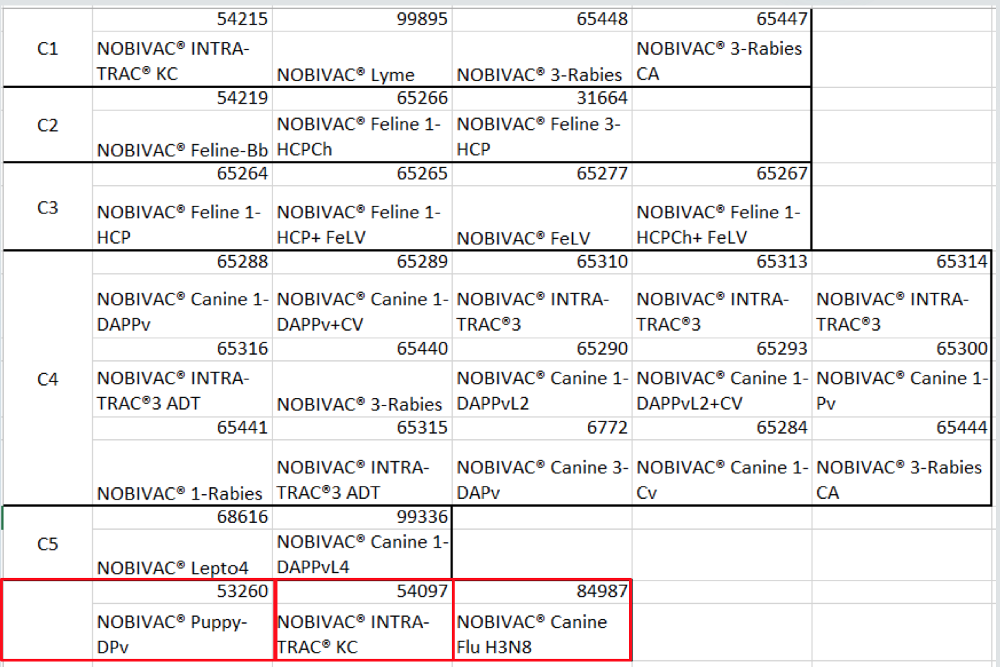 54215 99895 65448 65447
C1
NOBIVAC® INTRA-
TRAC® KC
NOBIVAC® Lyme
NOBIVAC® 3-Rabies
NOBIVAC® 3-Rabies
CA
54219 65266 31664
C2
NOBIVAC® Feline-Bb
NOBIVAC® Feline 1-
HCPCh
NOBIVAC® Feline 3-
HCP
65264 65265 65277 65267
C3
NOBIVAC® Feline 1-
HCP
NOBIVAC® Feline 1-
HCP+ FeLV
NOBIVAC® FeLV
NOBIVAC® Feline 1-
HCPCh+ FeLV
65288 65289 65310 65313 65314
NOBIVAC® Canine 1-
DAPPv
NOBIVAC® Canine 1-
DAPPv+CV
NOBIVAC® INTRA-
TRAC®3
NOBIVAC® INTRA-
TRAC®3
NOBIVAC® INTRA-
TRAC®3
65316 65440 65290 65293 65300
C4
NOBIVAC® INTRA-
TRAC®3 ADT
NOBIVAC® 3-Rabies
NOBIVAC® Canine 1-
DAPPvL2
NOBIVAC® Canine 1-
DAPPvL2+CV
NOBIVAC® Canine 1-
Pv
65441 65315 6772 65284 65444
NOBIVAC® 1-Rabies
NOBIVAC® INTRA-
TRAC®3 ADT
NOBIVAC® Canine 3-
DAPv
NOBIVAC® Canine 1-
Cv
NOBIVAC® 3-Rabies
CA
68616 99336
C5
NOBIVAC® Lepto4
NOBIVAC® Canine 1-
DAPPvL4
53260 54097 84987
NOBIVAC® Puppy-
DPv
NOBIVAC® INTRA-
TRAC® KC
NOBIVAC® Canine
Flu H3N8